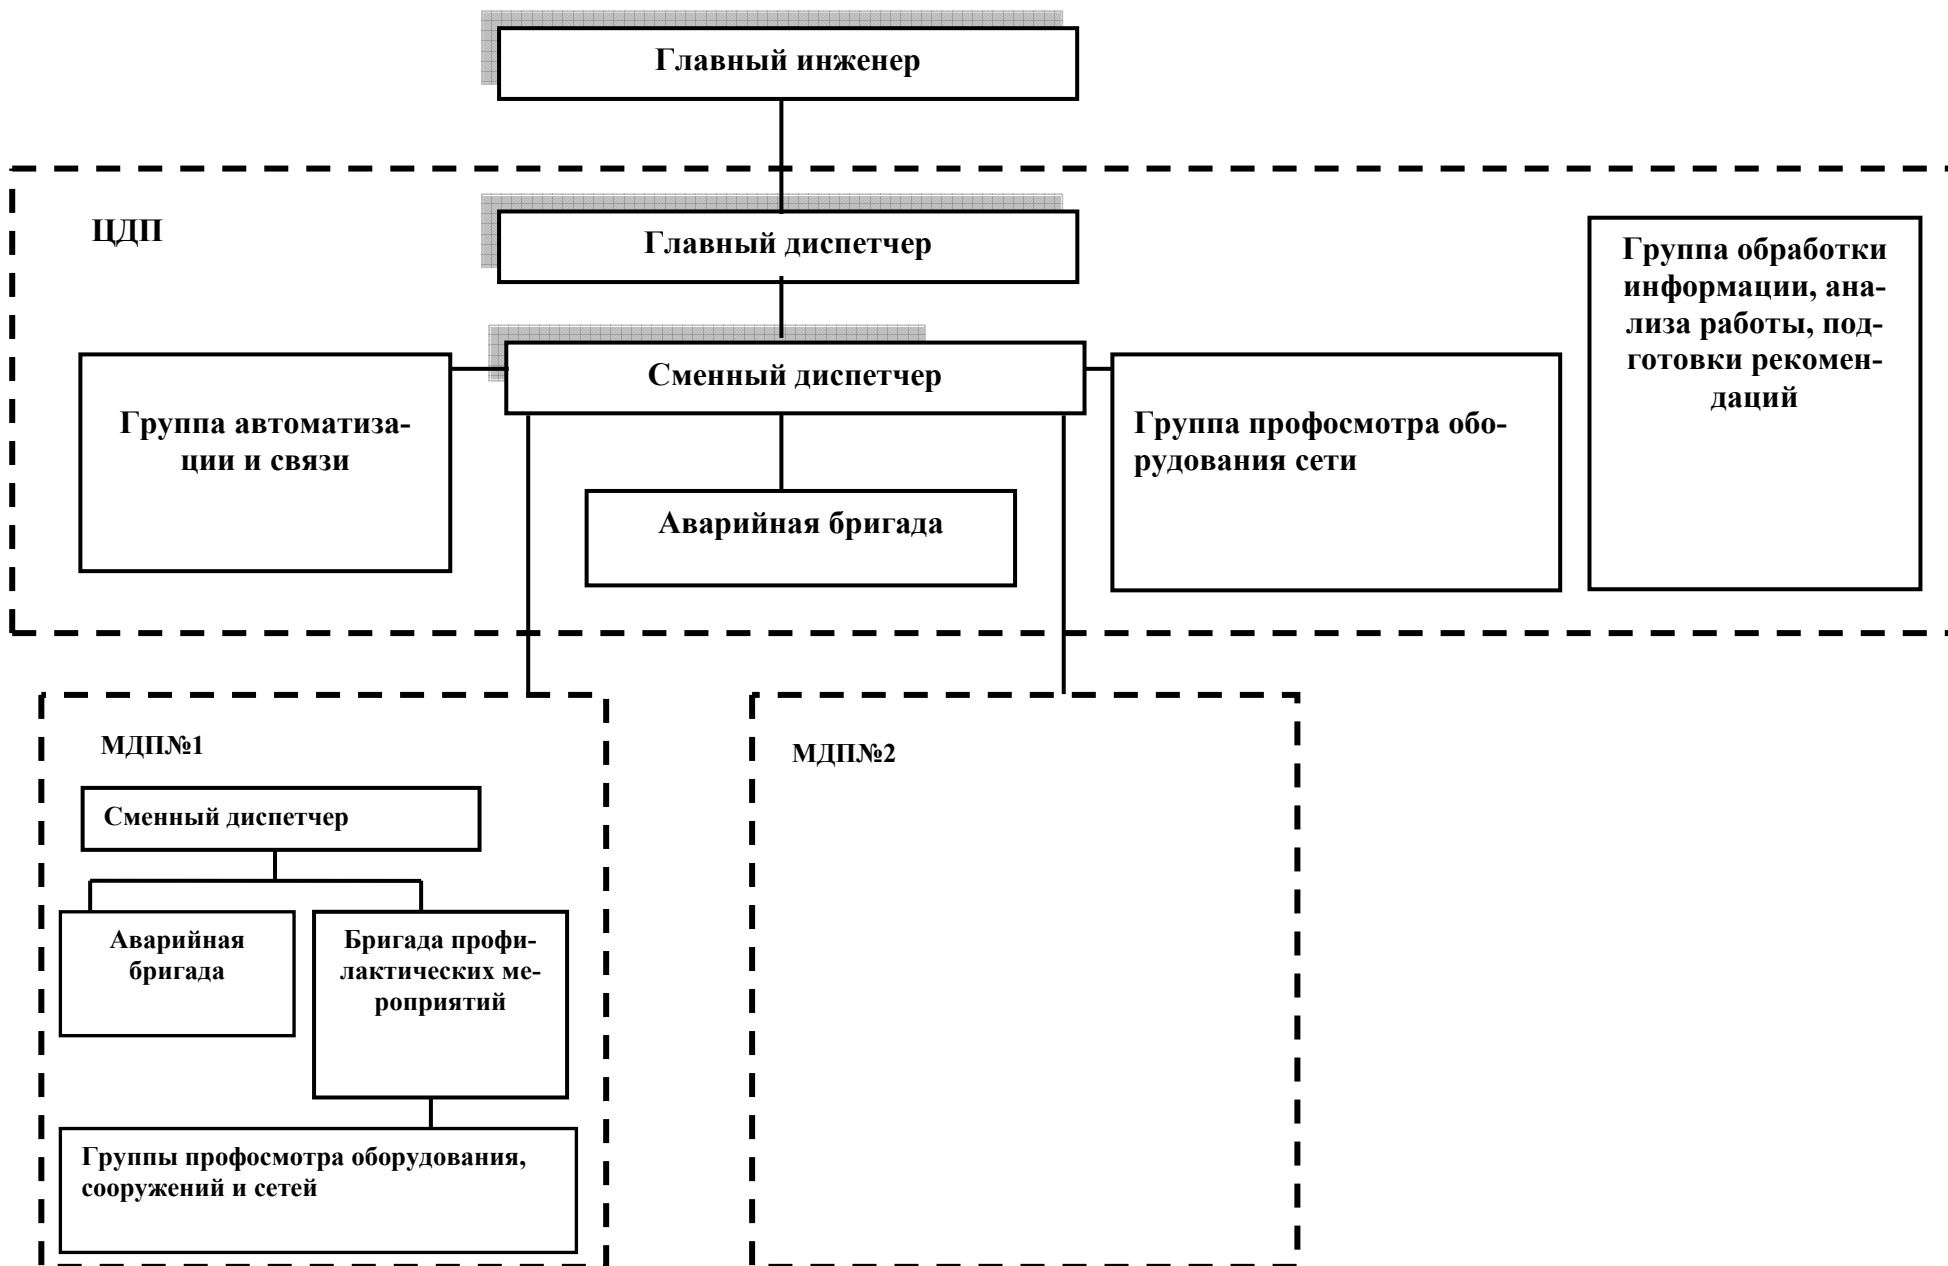 Главный инженер
ЦДП
Главный диспетчер
Группа обработки
информации, ана-
лиза работы, под-
готовки рекомен-
даций
Сменный диспетчер
Группа автоматиза-
ции и связи
Группа профосмотра обо-
рудования сети
Аварийная бригада
МДП№1
МДП№2
Сменный диспетчер
Аварийная
бригада
Бригада профи-
лактических ме-
роприятий
Группы профосмотра оборудования,
сооружений и сетей